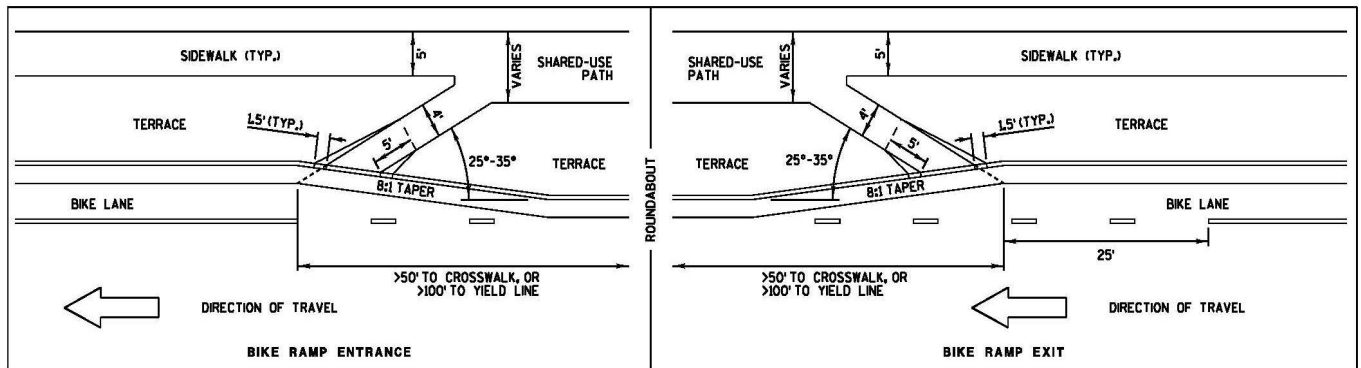 SIDEWALK (TYP.)
5'
VARIES
SHARED-USE
PATH
1.5' (TYP.)
TERRACE
4'
5'
25°-35°
TERRACE
8:1 TAPER
BIKE LANE
>50' TO CROSSWALK, OR
>100' TO YIELD LINE
DIRECTION OF TRAVEL
BIKE RAMP ENTRANCE
ROUNDABOUT
SHARED-USE
PATH
VARIES
5'
SIDEWALK (TYP.)
4'
1.5' (TYP.)
TERRACE
5'
25°-35°
TERRACE
8:1 TAPER
BIKE LANE
25'
>50' TO CROSSWALK, OR
>100' TO YIELD LINE
DIRECTION OF TRAVEL
BIKE RAMP EXIT